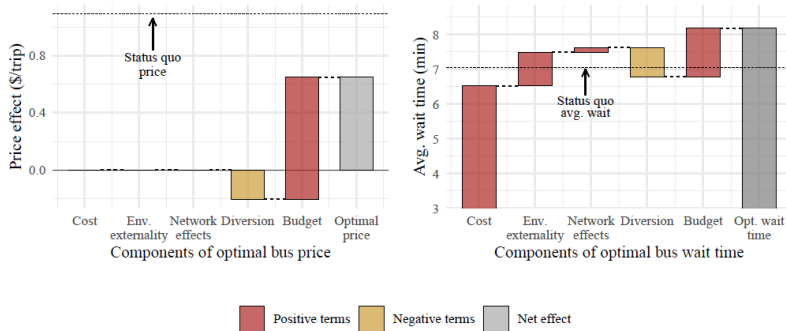 Price effect ($/trip)
0.8
0.4
0.0
Status quo
price
Cost
Env.
externality
Network
effects
Diversion
Budget
Optimal
price
Components of optimal bus price
Avg. wait time (min)
8
7
6
5
4
3
Status quo
avg. wait
Cost
Env.
externality
Network
effects
Diversion
Budget
Opt. wait
time
Components of optimal bus wait time
Positive terms
Negative terms
Net effect